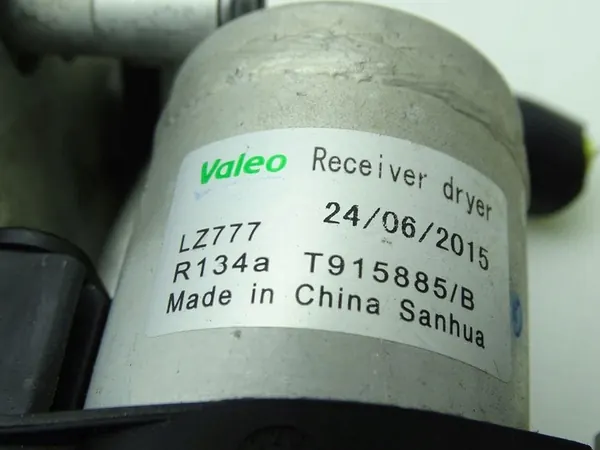 Valeo Receiver dryer
LZ777 24/06/2015
R134a T915885/B
Made in China Sanhua